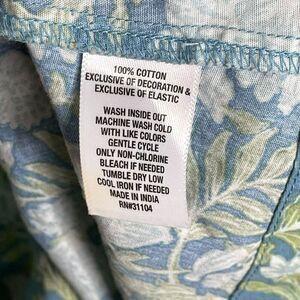 100% COTTON
EXCLUSIVE OF DECORATION &
EXCLUSIVE OF ELASTIC
WASH INSIDE OUT
MACHINE WASH COLD
WITH LIKE COLORS
GENTLE CYCLE
ONLY NON-CHLORINE
BLEACH IF NEEDED
TUMBLE DRY LOW
COOL IRON IF NEEDED
MADE IN INDIA
RN#31104